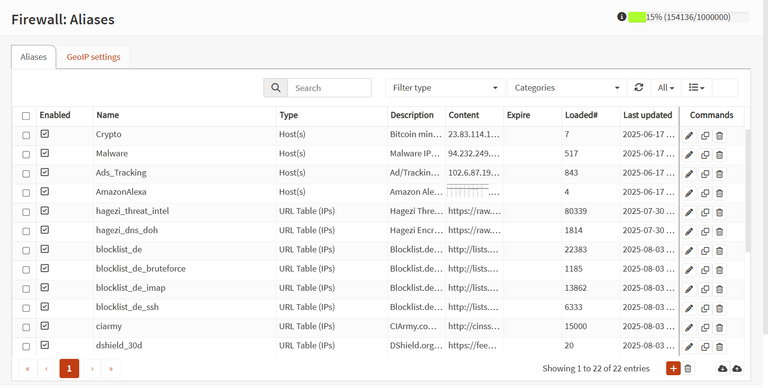 Firewall: Aliases
15% (154136/1000000)
Aliases GeoIP settings
Search Filter type Categories All
Enabled Name Type Description Content Expire Loaded# Last updated Commands
Crypto Host(s) Bitcoin min... 23.83.114.1... 7 2025-06-17 ...
Malware Host(s) Malware IP... 94.232.249.... 517 2025-06-17 ...
Ads_Tracking Host(s) Ad/Trackin... 102.6.87.19... 843 2025-06-17 ...
AmazonAlexa Host(s) Amazon Ale... .... 4 2025-06-17 ...
hagezi_threat_intel URL Table (IPs) Hagezi Thre... https://raw.... 80339 2025-07-30 ...
hagezi_dns_doh URL Table (IPs) Hagezi Encr... https://raw.... 1814 2025-07-30 ...
blocklist_de URL Table (IPs) Blocklist.de... http://lists.... 22383 2025-08-03 ...
blocklist_de_bruteforce URL Table (IPs) Blocklist.de... http://lists.... 1185 2025-08-03 ...
blocklist_de_imap URL Table (IPs) Blocklist.de... http://lists.... 13862 2025-08-03 ...
blocklist_de_ssh URL Table (IPs) Blocklist.de... http://lists.... 6333 2025-08-03 ...
ciarmy URL Table (IPs) CIArmy.co... http://cinss... 15000 2025-08-03 ...
dshield_30d URL Table (IPs) DShield.org... https://fee... 20 2025-08-03 ...
« ‹ 1 › » Showing 1 to 22 of 22 entries